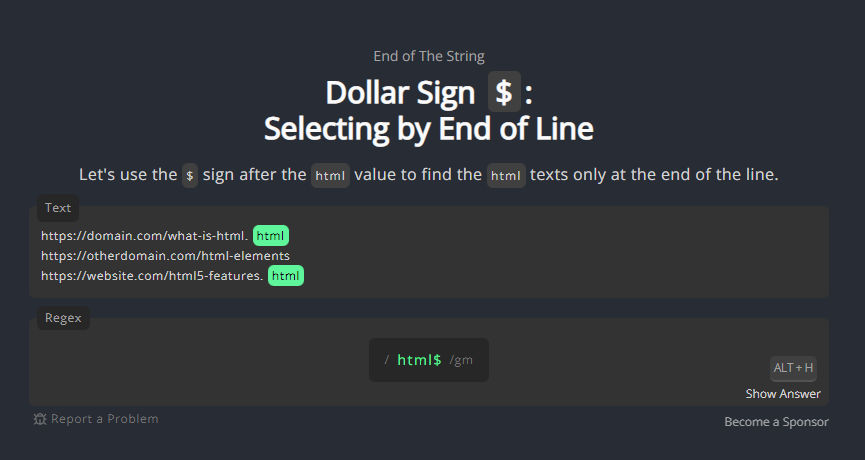 End of The String
Dollar Sign $ :
Selecting by End of Line
Let's use the $ sign after the html value to find the html texts only at the end of the line.
Text
https://domain.com/what-is-html. html
https://otherdomain.com/html-elements
https://website.com/html5-features. html
Regex
/ html$ /gm
ALT + H
Show Answer
Report a Problem
Become a Sponsor